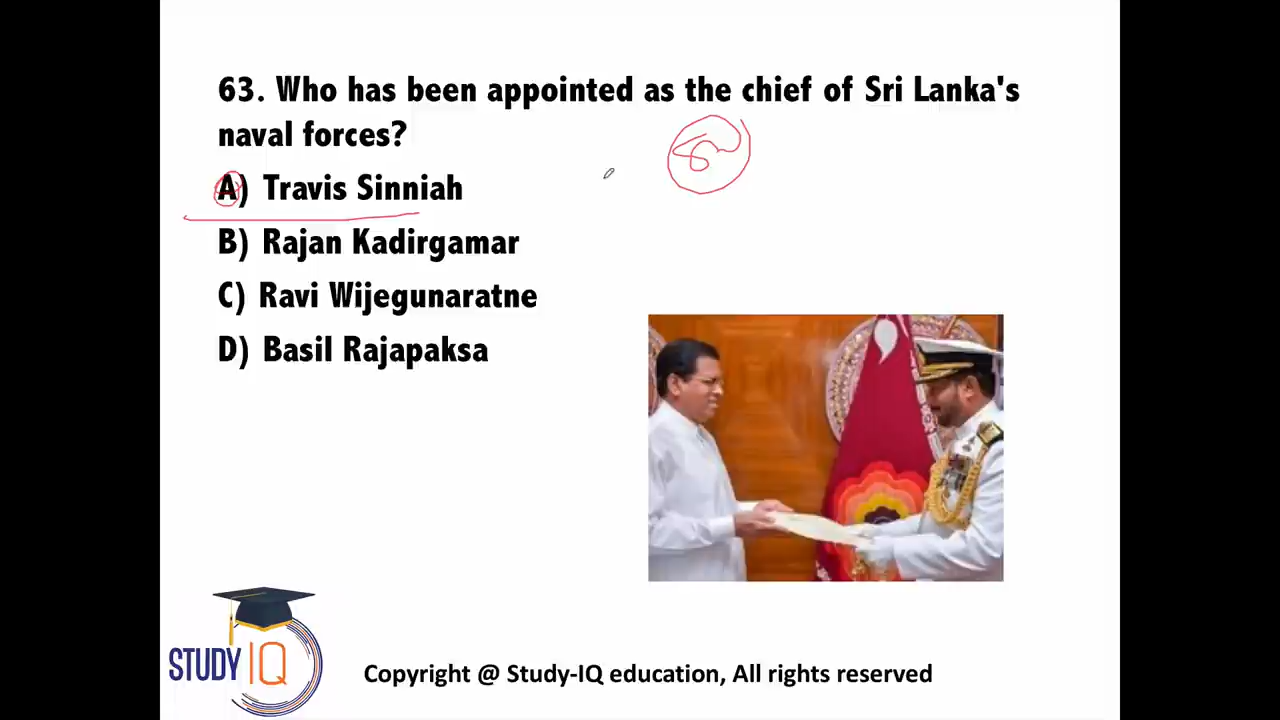 63. Who has been appointed as the chief of Sri Lanka's
naval forces?
A) Travis Sinniah
B) Rajan Kadirgamar
C) Ravi Wijegunaratne
D) Basil Rajapaksa
STUDY IQ
Copyright @ Study-IQ education, All rights reserved